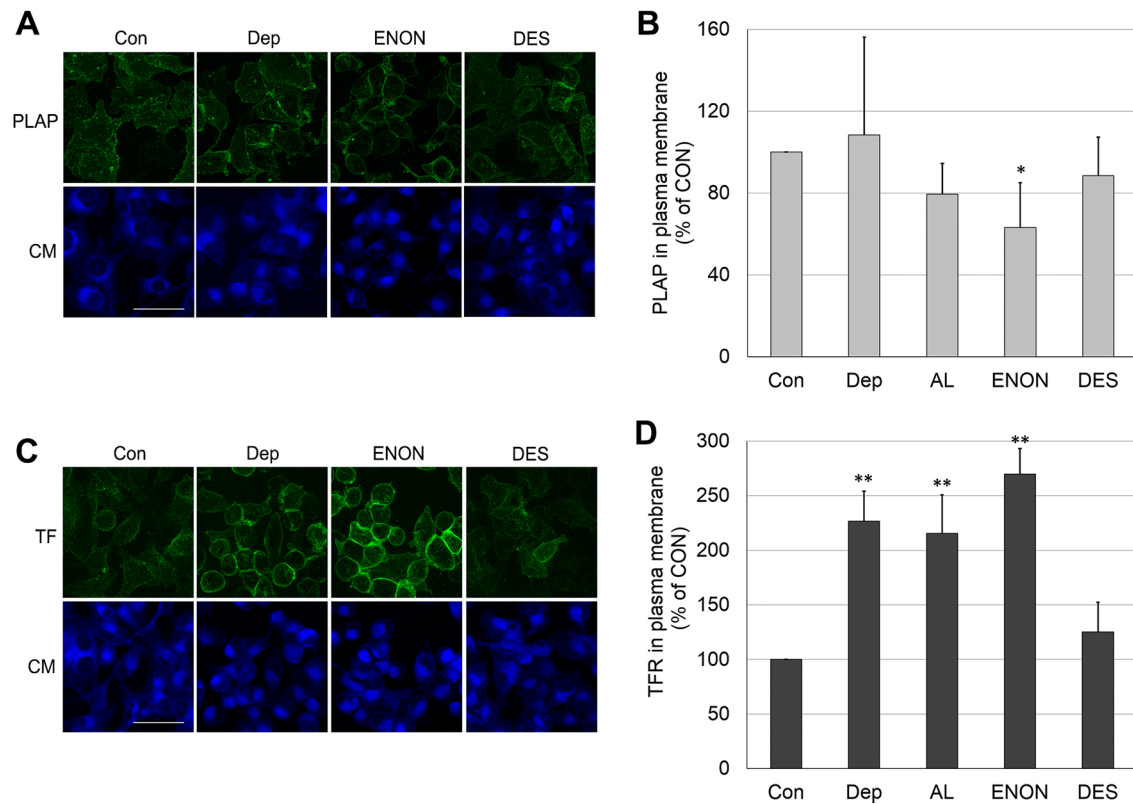 A
Con Dep ENON DES
PLAP
CM
B
PLAP in plasma membrane
(% of CON)
160
120
80
40
0
*
Con Dep AL ENON DES
C
Con Dep ENON DES
TF
CM
D
TFR in plasma membrane
(% of CON)
300
250
200
150
100
50
0
** ** **
Con Dep AL ENON DES